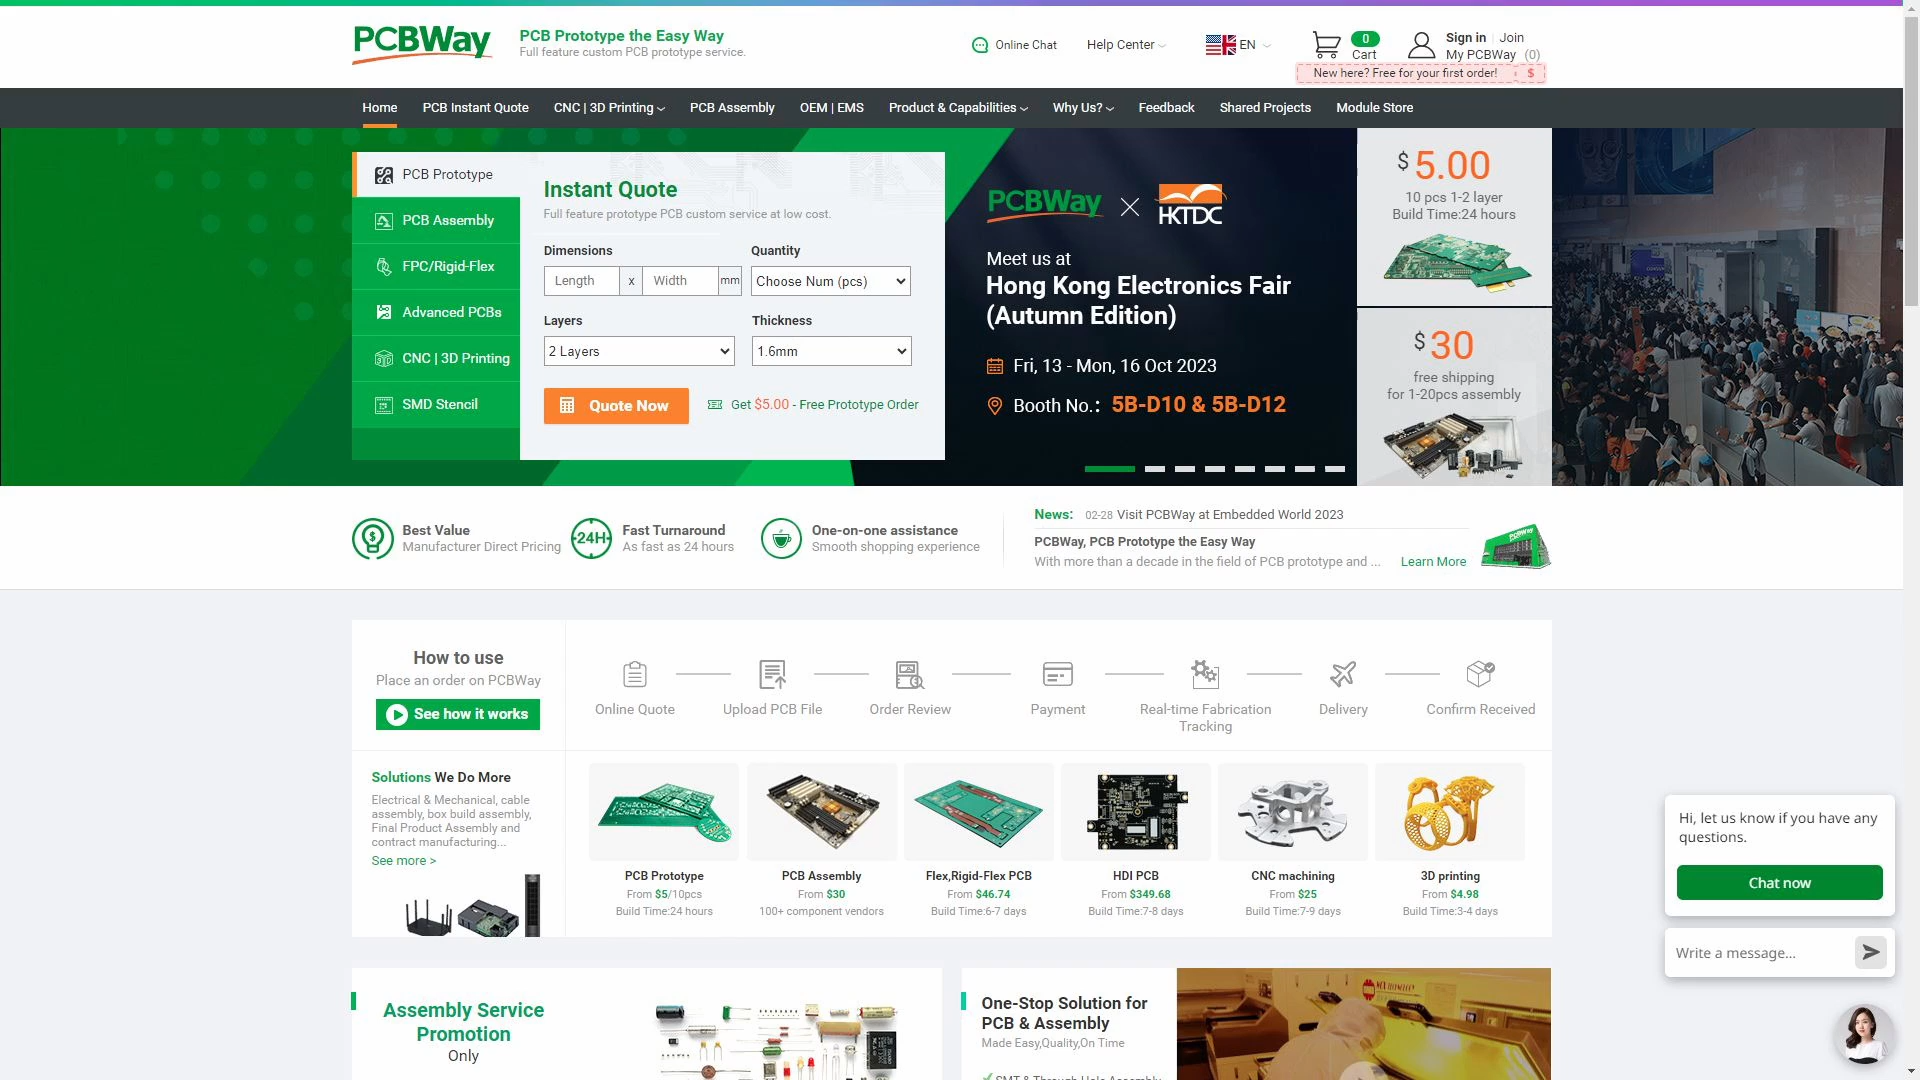 PCBWay
PCB Prototype the Easy Way
Full feature custom PCB prototype service.
Online Chat
Help Center
EN
0
Cart
Sign in
Join
My PCBWay (0)
New here? Free for your first order! $
Home
PCB Instant Quote
CNC | 3D Printing
PCB Assembly
OEM | EMS
Product & Capabilities
Why Us?
Feedback
Shared Projects
Module Store
PCB Prototype
PCB Assembly
FPC/Rigid-Flex
Advanced PCBs
CNC | 3D Printing
SMD Stencil
Instant Quote
Full feature prototype PCB custom service at low cost.
Dimensions
Quantity
Length x Width mm
Choose Num (pcs)
Layers
Thickness
2 Layers
1.6mm
Quote Now
Get $5.00 - Free Prototype Order
PCBWay
HKTDC
Meet us at
Hong Kong Electronics Fair
(Autumn Edition)
Fri, 13 - Mon, 16 Oct 2023
Booth No.: 5B-D10 & 5B-D12
$ 5.00
10 pcs 1-2 layer
Build Time:24 hours
$ 30
free shipping
for 1-20pcs assembly
Best Value
Manufacturer Direct Pricing
24H
Fast Turnaround
As fast as 24 hours
One-on-one assistance
Smooth shopping experience
News: 02-28 Visit PCBWay at Embedded World 2023
PCBWay, PCB Prototype the Easy Way
With more than a decade in the field of PCB prototype and ...
Learn More
How to use
Place an order on PCBWay
See how it works
Online Quote
Upload PCB File
Order Review
Payment
Real-time Fabrication
Tracking
Delivery
Confirm Received
Solutions We Do More
Electrical & Mechanical, cable
assembly, box build assembly,
Final Product Assembly and
contract manufacturing...
See more >
PCB Prototype
From $5/10pcs
Build Time:24 hours
PCB Assembly
From $30
100+ component vendors
Flex,Rigid-Flex PCB
From $46.74
Build Time:6-7 days
HDI PCB
From $349.68
Build Time:7-8 days
CNC machining
From $25
Build Time:7-9 days
3D printing
From $4.98
Build Time:3-4 days
Hi, let us know if you have any
questions.
Chat now
Write a message...
Assembly Service
Promotion
Only
One-Stop Solution for
PCB & Assembly
Made Easy,Quality,On Time
SMT & Through Hole Assembly